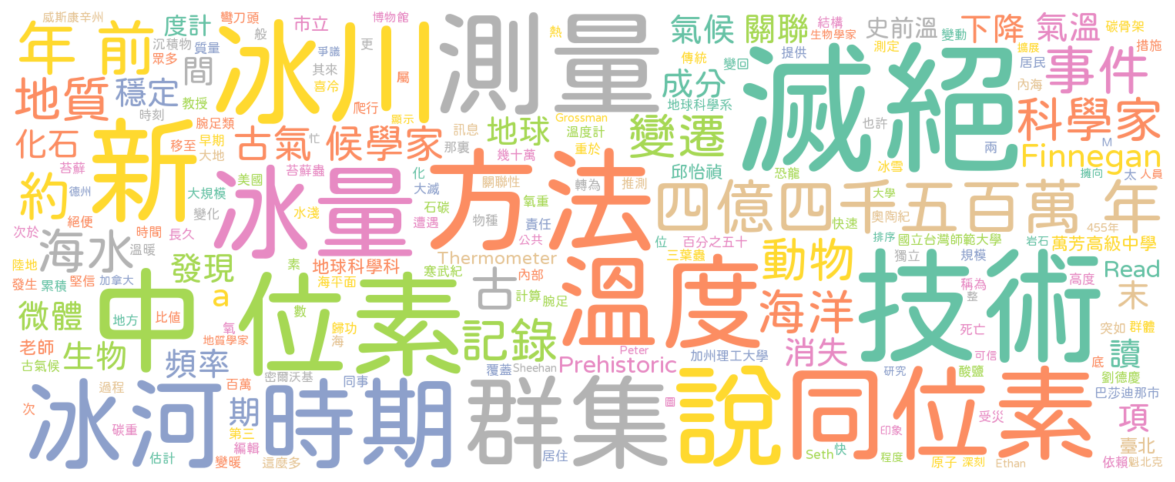 威斯康辛州 度計 彎刀頭 市立 博物館 氣候 關聯 結構 生物學家 史前溫 變動 下降 氣溫 碳骨架 措施
年 前 沉積物 質量 眾多 般 間 冰川 爭議 其來 喜冷 更 屬 測量 熱 傳統 變回 提供 測定 擴展 居民 內海 事件
地質 穩定 教授 時刻 爬行 成分 地球科學系 滅絕 科學家
化石 新 腕足類 早期 大地 移至 古氣 候學家 顯示 忙 訊息 那裏 地球 Grossman 溫度計 重於 變遷 恐龍 也許 冰雪 兩 M 擒向 太 人員 Finnegan
約 苔蘚 德州 絕便 大規模 變化 美國 苔蘚蟲 水淺 冰量 化 大減 石碳 遭遇 方法 幾十萬 關聯性 氧重 物種 轉為 推測 責任 公共 邱怡禎 四億四千五百萬 年 大學 奧陶紀 快速 455年
海水 次於 時間 長久 溫暖 位 百分之五十 三葉蟲 動物 排序 國立台灣師範大學 獨立 岩石 規模 萬芳高級中學
陸地 發生 累積 堅信 加拿大 發現 a 素 地球科學科 海平面 數 寒武紀 Thermometer 古 內部 計算 腕足 溫度 海洋 技術 稱為 整 高度 Read 末
微體 地方 比值 中 位素 氧 地質學家 歸功 海 記錄 Peter Prehistoric 加州理工大學 消失 死亡 可信 突如 群體 底 讀
老師 古氣候 生物 頻率 密爾沃基 同事 覆蓋 Sheehan 研究 酸鹽 劉德慶 巴莎迪那市
冰河 過程 百萬 次 碳重 估計 期 第三 編輯 變暖 這麼多 時期 群集 居住 圖 說 同位素 受災 印象 快 Seth 程度 原子 深刻 Ethan 項 臺北 依賴 魁北克